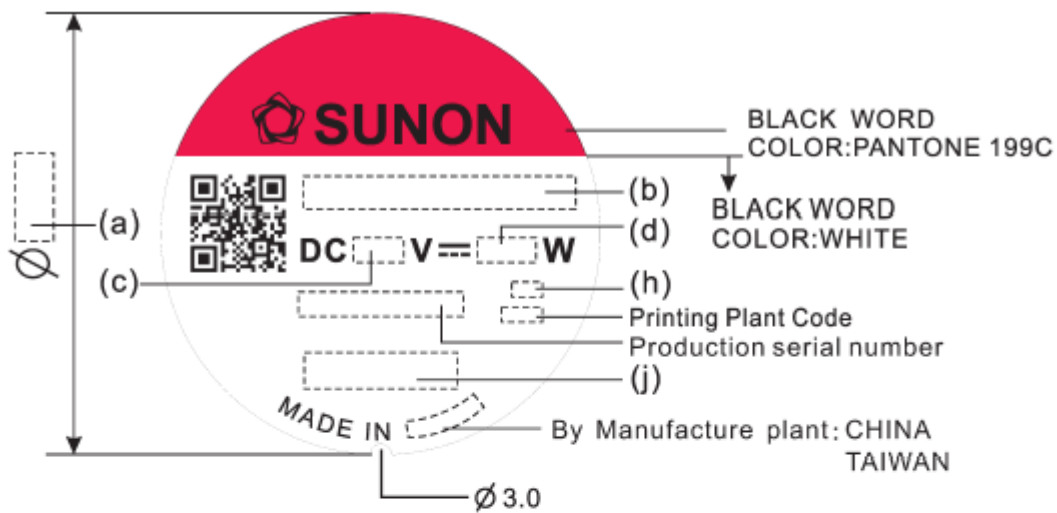 SUNON
BLACK WORD
COLOR:PANTONE 199C
(b)
(a)
BLACK WORD
COLOR:WHITE
(d)
DC V W
Ø
(c)
(h)
Printing Plant Code
Production serial number
(j)
MADE IN
By Manufacture plant: CHINA
TAIWAN
Ø 3.0